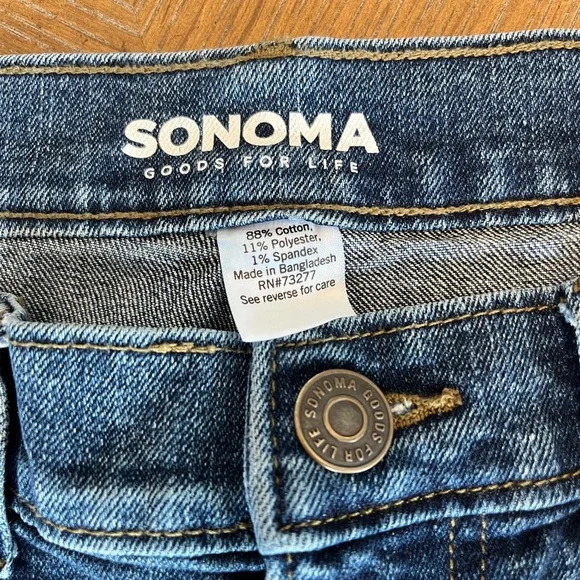 SONOMA
GOODS FOR LIFE
88% Cotton,
11% Polyester,
1% Spandex
Made in Bangladesh
RN#73277
See reverse for care
SONOMA GOODS FOR LIFE